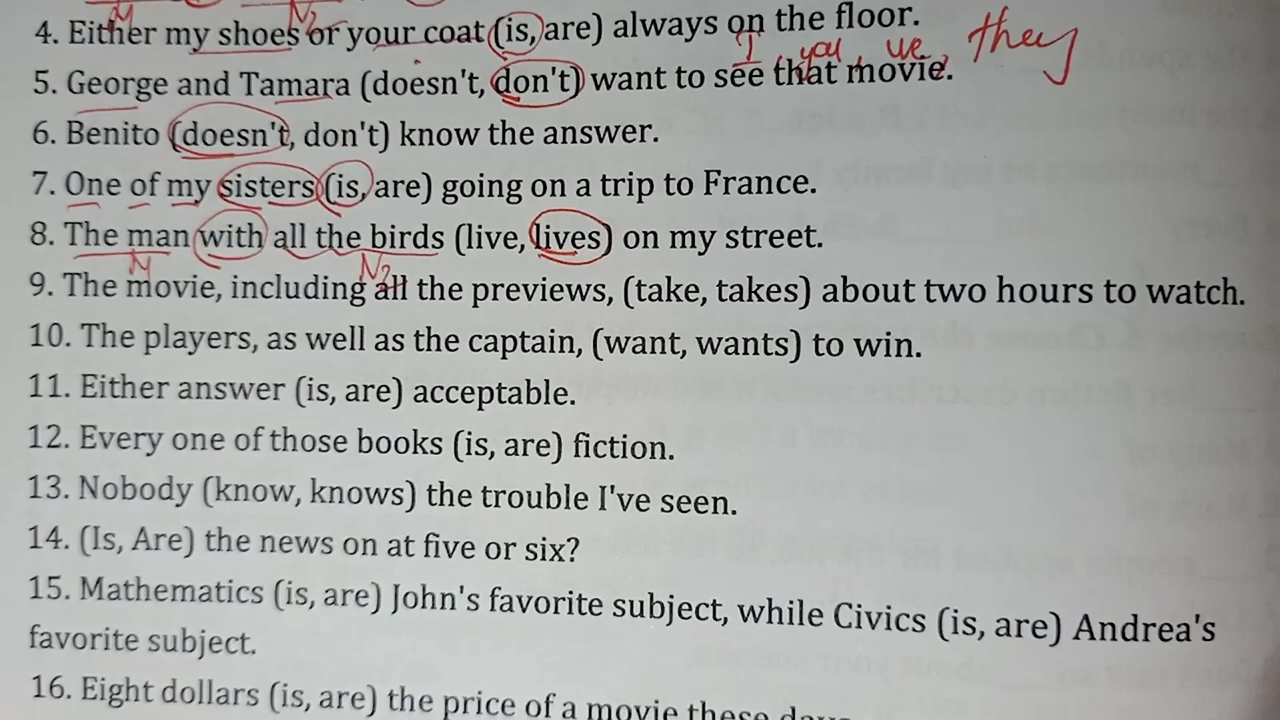 4. Either my shoes or your coat (is, are) always on the floor.
N2
I, you, we, they
5. George and Tamara (doesn't, don't) want to see that movie.
6. Benito (doesn't, don't) know the answer.
7. One of my sisters (is, are) going on a trip to France.
8. The man with all the birds (live, lives) on my street.
N2
9. The movie, including all the previews, (take, takes) about two hours to watch.
10. The players, as well as the captain, (want, wants) to win.
11. Either answer (is, are) acceptable.
12. Every one of those books (is, are) fiction.
13. Nobody (know, knows) the trouble I've seen.
14. (Is, Are) the news on at five or six?
15. Mathematics (is, are) John's favorite subject, while Civics (is, are) Andrea's
favorite subject.
16. Eight dollars (is, are) the price of a movie these